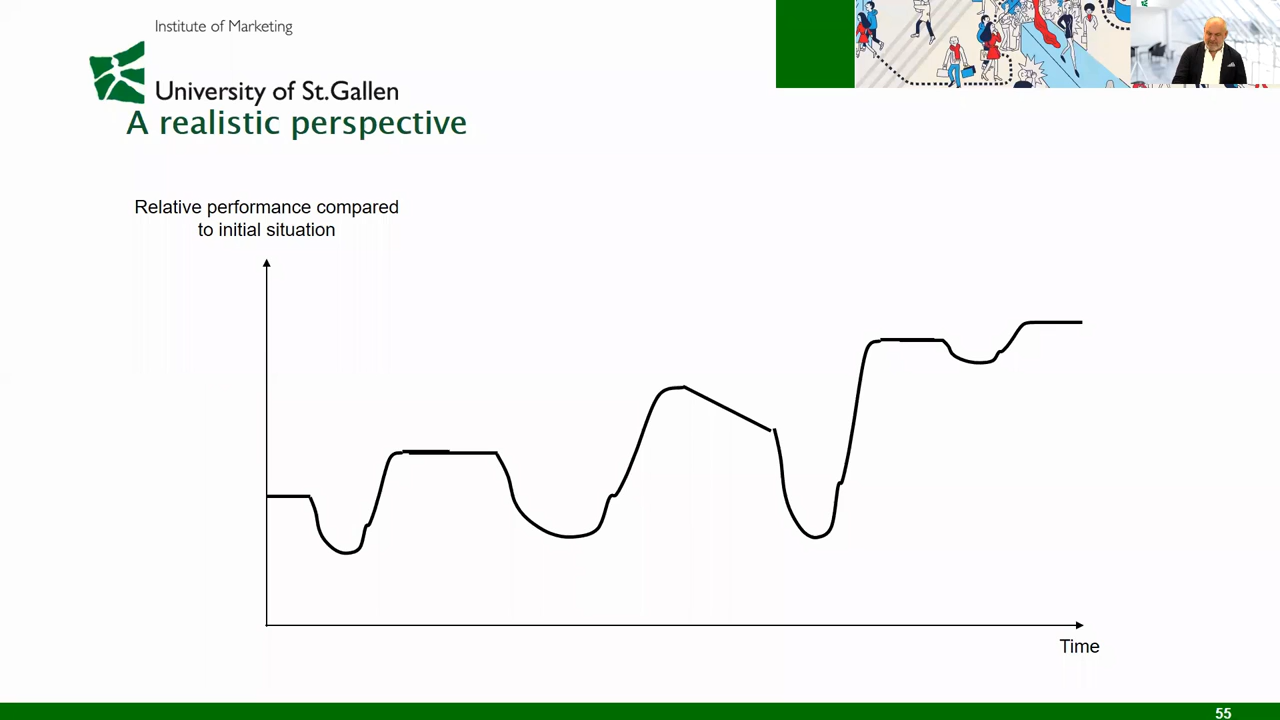 Institute of Marketing
University of St.Gallen
A realistic perspective
Relative performance compared
to initial situation
Time
55